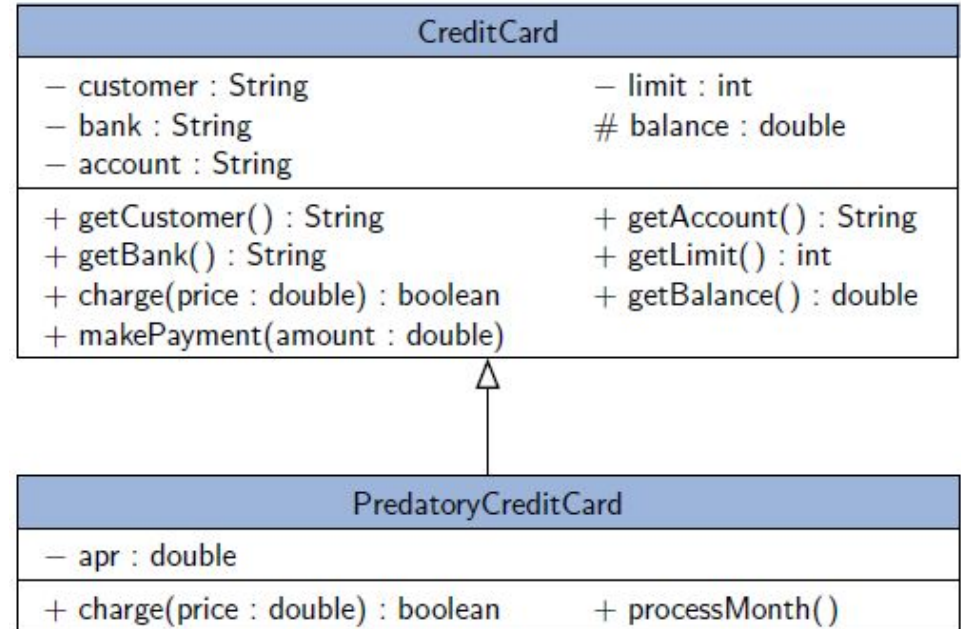 CreditCard
− customer : String − limit : int
− bank : String # balance : double
− account : String
+ getCustomer( ) : String + getAccount( ) : String
+ getBank( ) : String + getLimit( ) : int
+ charge(price : double) : boolean + getBalance( ) : double
+ makePayment(amount : double)
PredatoryCreditCard
− apr : double
+ charge(price : double) : boolean + processMonth( )